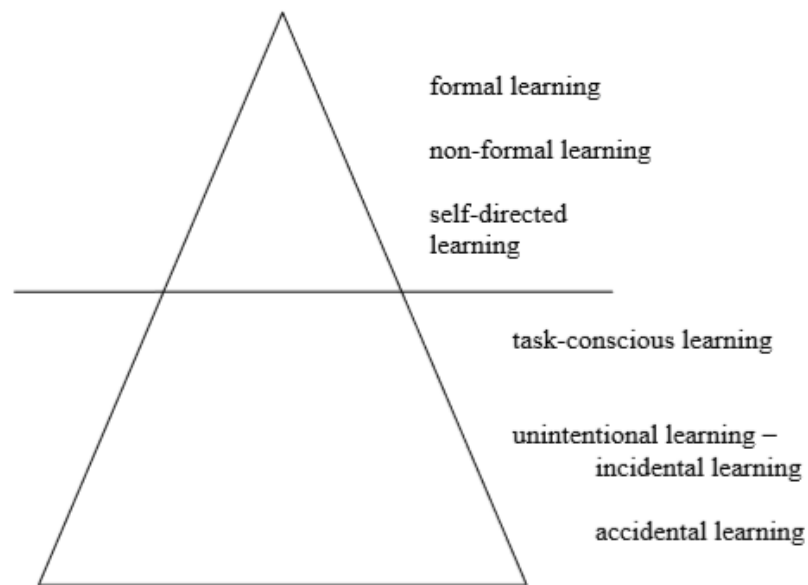 formal learning
non-formal learning
self-directed
learning
task-conscious learning
unintentional learning –
incidental learning
accidental learning